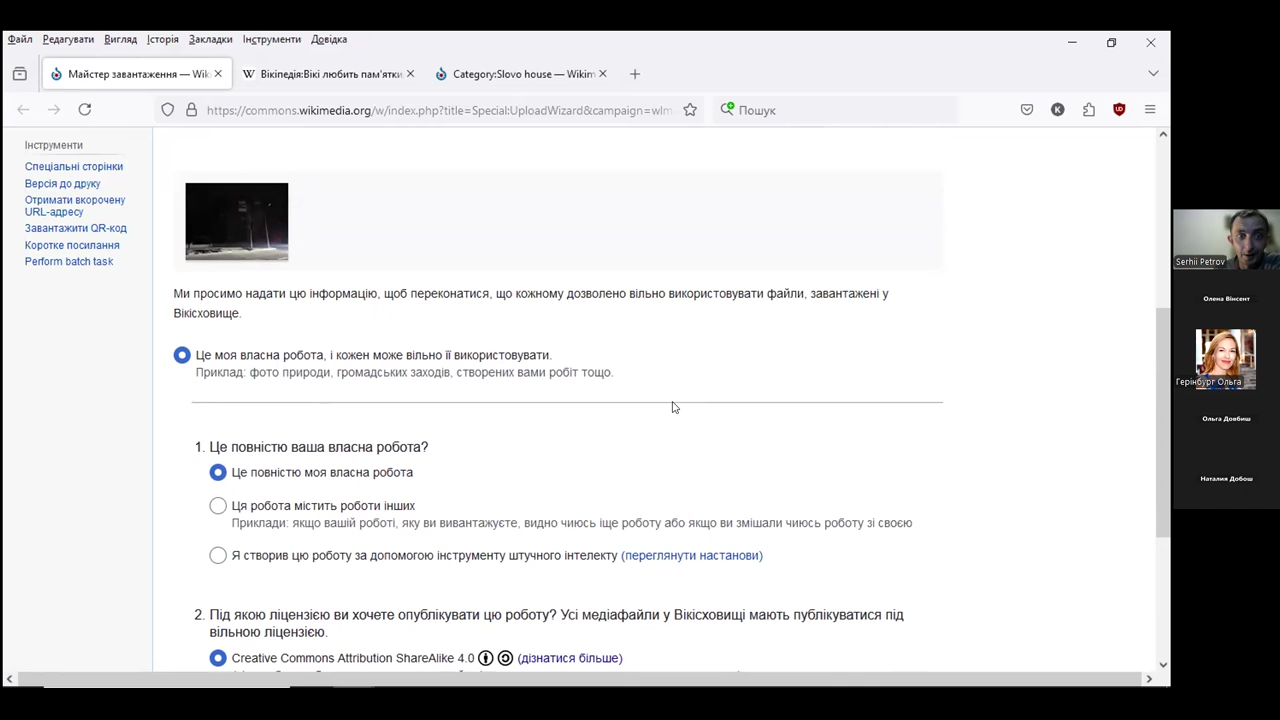 Файл Редагувати Вигляд Історія Закладки Інструменти Довідка
Майстер завантаження — Wiki
Вікіпедія:Вікі любить пам'ятки
Category:Slovo house — Wikim
https://commons.wikimedia.org/w/index.php?title=Special:UploadWizard&campaign=wlm
Пошук
K
Інструменти
Спеціальні сторінки
Версія до друку
Отримати вкорочену
URL-адресу
Завантажити QR-код
Коротке посилання
Perform batch task
Ми просимо надати цю інформацію, щоб переконатися, що кожному дозволено вільно використовувати файли, завантажені у
Вікісховище.
Це моя власна робота, і кожен може вільно її використовувати.
Приклад: фото природи, громадських заходів, створених вами робіт тощо.
1. Це повністю ваша власна робота?
Це повністю моя власна робота
Ця робота містить роботи інших
Приклади: якщо вашій роботі, яку ви вивантажуєте, видно чиюсь іще роботу або якщо ви змішали чиюсь роботу зі своєю
Я створив цю роботу за допомогою інструменту штучного інтелекту (переглянути настанови)
2. Під якою ліцензією ви хочете опублікувати цю роботу? Усі медіафайли у Вікісховищі мають публікуватися під
вільною ліцензією.
Creative Commons Attribution ShareAlike 4.0 (дізнатися більше)
Serhii Petrov
Олена Вінсент
Герінбург Ольга
Ольга Довбиш
Наталия Добош